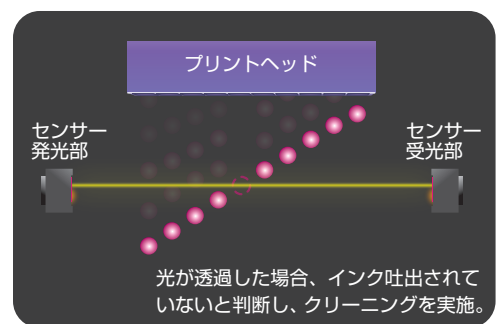 プリントヘッド
センサー
発光部
センサー
受光部
光が透過した場合、インク吐出されて
いないと判断し、クリーニングを実施。